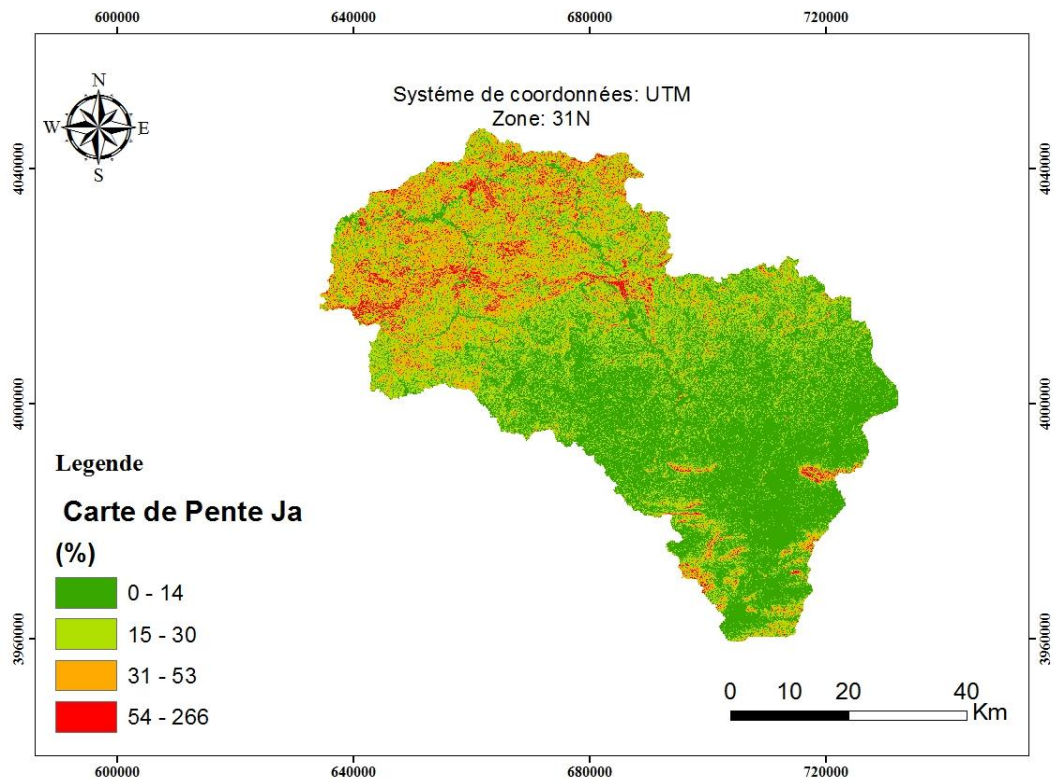 600000 640000 680000 720000
N
W E
S
Systéme de coordonnées: UTM
Zone: 31N
4040000 4040000
4000000 4000000
Legende
Carte de Pente Ja
(%)
0 - 14
15 - 30
31 - 53
54 - 266
3960000 3960000
0 10 20 40
Km
600000 640000 680000 720000